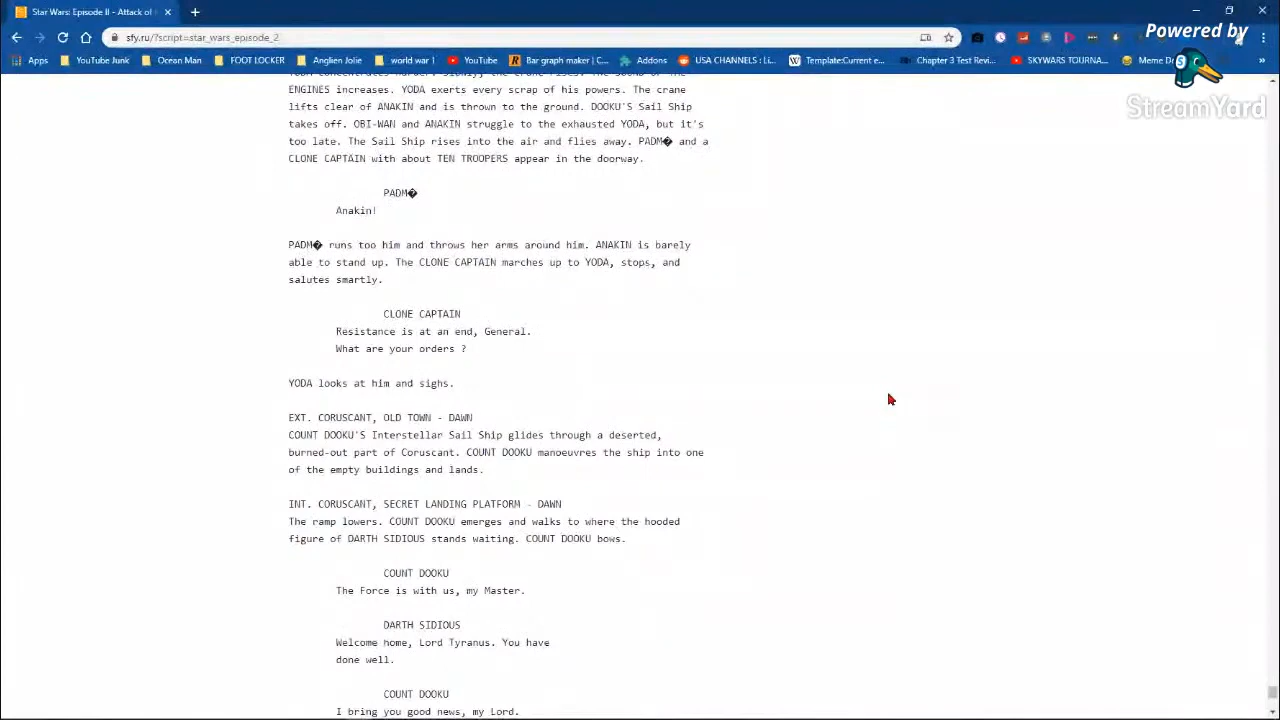 Star Wars: Episode II - Attack of
sfy.ru/?script=star_wars_episode_2
Powered by
StreamYard
Apps YouTube Junk Ocean Man FOOT LOCKER Anglien Jolie world war I YouTube Bar graph maker | C... Addons USA CHANNELS : Li... Template:Current e... Chapter 3 Test Revi... SKYWARS TOURNA... Meme De »
ENGINES increases. YODA exerts every scrap of his powers. The crane
lifts clear of ANAKIN and is thrown to the ground. DOOKU'S Sail Ship
takes off. OBI-WAN and ANAKIN struggle to the exhausted YODA, but it's
too late. The Sail Ship rises into the air and flies away. PADM� and a
CLONE CAPTAIN with about TEN TROOPERS appear in the doorway.
PADM�
Anakin!
PADM� runs too him and throws her arms around him. ANAKIN is barely
able to stand up. The CLONE CAPTAIN marches up to YODA, stops, and
salutes smartly.
CLONE CAPTAIN
Resistance is at an end, General.
What are your orders ?
YODA looks at him and sighs.
EXT. CORUSCANT, OLD TOWN - DAWN
COUNT DOOKU'S Interstellar Sail Ship glides through a deserted,
burned-out part of Coruscant. COUNT DOOKU manoeuvres the ship into one
of the empty buildings and lands.
INT. CORUSCANT, SECRET LANDING PLATFORM - DAWN
The ramp lowers. COUNT DOOKU emerges and walks to where the hooded
figure of DARTH SIDIOUS stands waiting. COUNT DOOKU bows.
COUNT DOOKU
The Force is with us, my Master.
DARTH SIDIOUS
Welcome home, Lord Tyranus. You have
done well.
COUNT DOOKU
I bring you good news, my Lord.